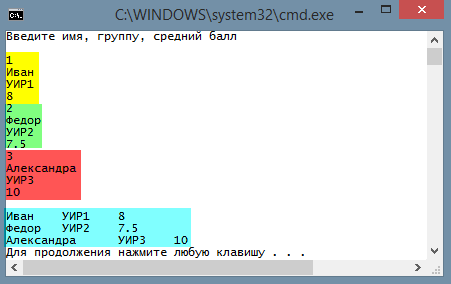 C:\WINDOWS\system32\cmd.exe
Введите имя, группу, средний балл
1
Иван
УИР1
8
2
Федор
УИР2
7.5
3
Александра
УИР3
10
Иван УИР1 8
Федор УИР2 7.5
Александра УИР3 10
Для продолжения нажмите любую клавишу . . .